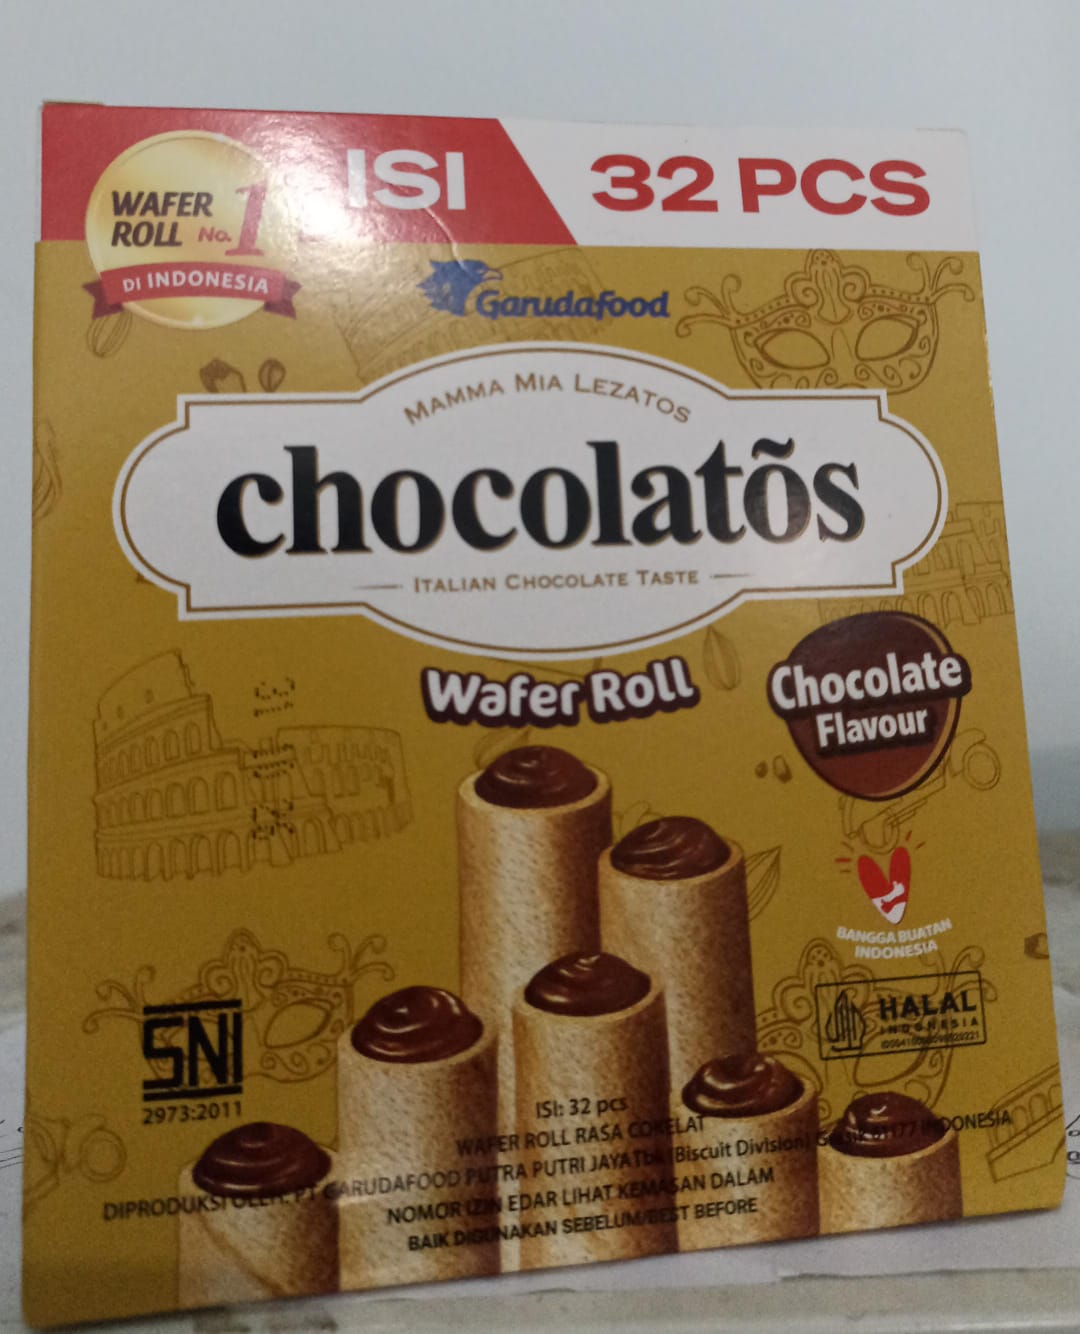 WAFER
ROLL No. 1
DI INDONESIA
ISI 32 PCS
Garudafood
MAMMA MIA LEZATOS
chocolatõs
ITALIAN CHOCOLATE TASTE
Wafer Roll
Chocolate
Flavour
BANGGA BUATAN
INDONESIA
HALAL
INDONESIA
SNI
2973:2011
ISI: 32 pcs
WAFER ROLL RASA COKELAT
DIPRODUKSI OLEH: PT GARUDAFOOD PUTRA PUTRI JAYA Tbk (Biscuit Division) Gresik 61177 INDONESIA
NOMOR IZIN EDAR LIHAT KEMASAN DALAM
BAIK DIGUNAKAN SEBELUM/BEST BEFORE